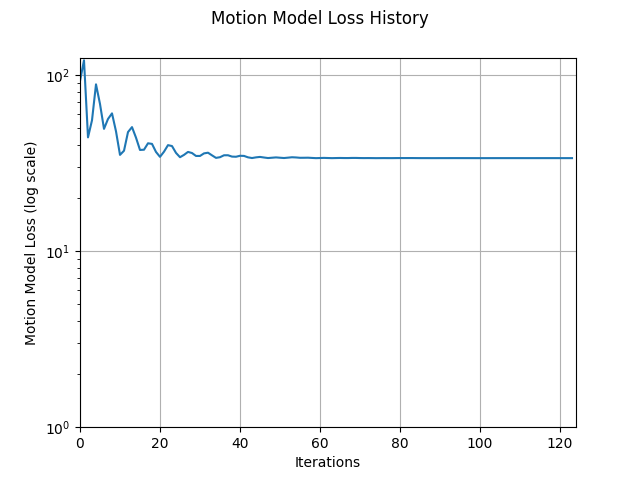 Motion Model Loss History
Motion Model Loss (log scale)
10²
10¹
10⁰
0 20 40 60 80 100 120
Iterations